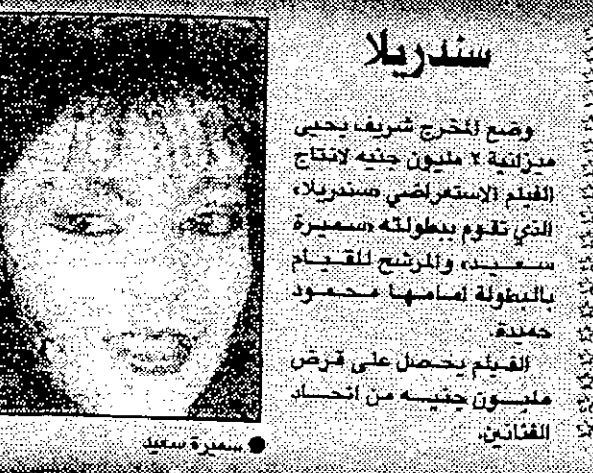 سندريلا
وضع المخرج شريف يحيى
ميزانية ٢ مليون جنيه لانتاج
الفيلم الاستعراضي «سندريلا»
الذي تقوم ببطولته «سميرة
سعيد» والمرشح للقيام
بالبطولة امامها محمود
حميدة.
الفيلم يحصل على قرض
مليون جنيه من اتحاد
الفنانين.
● سميرة سعيد